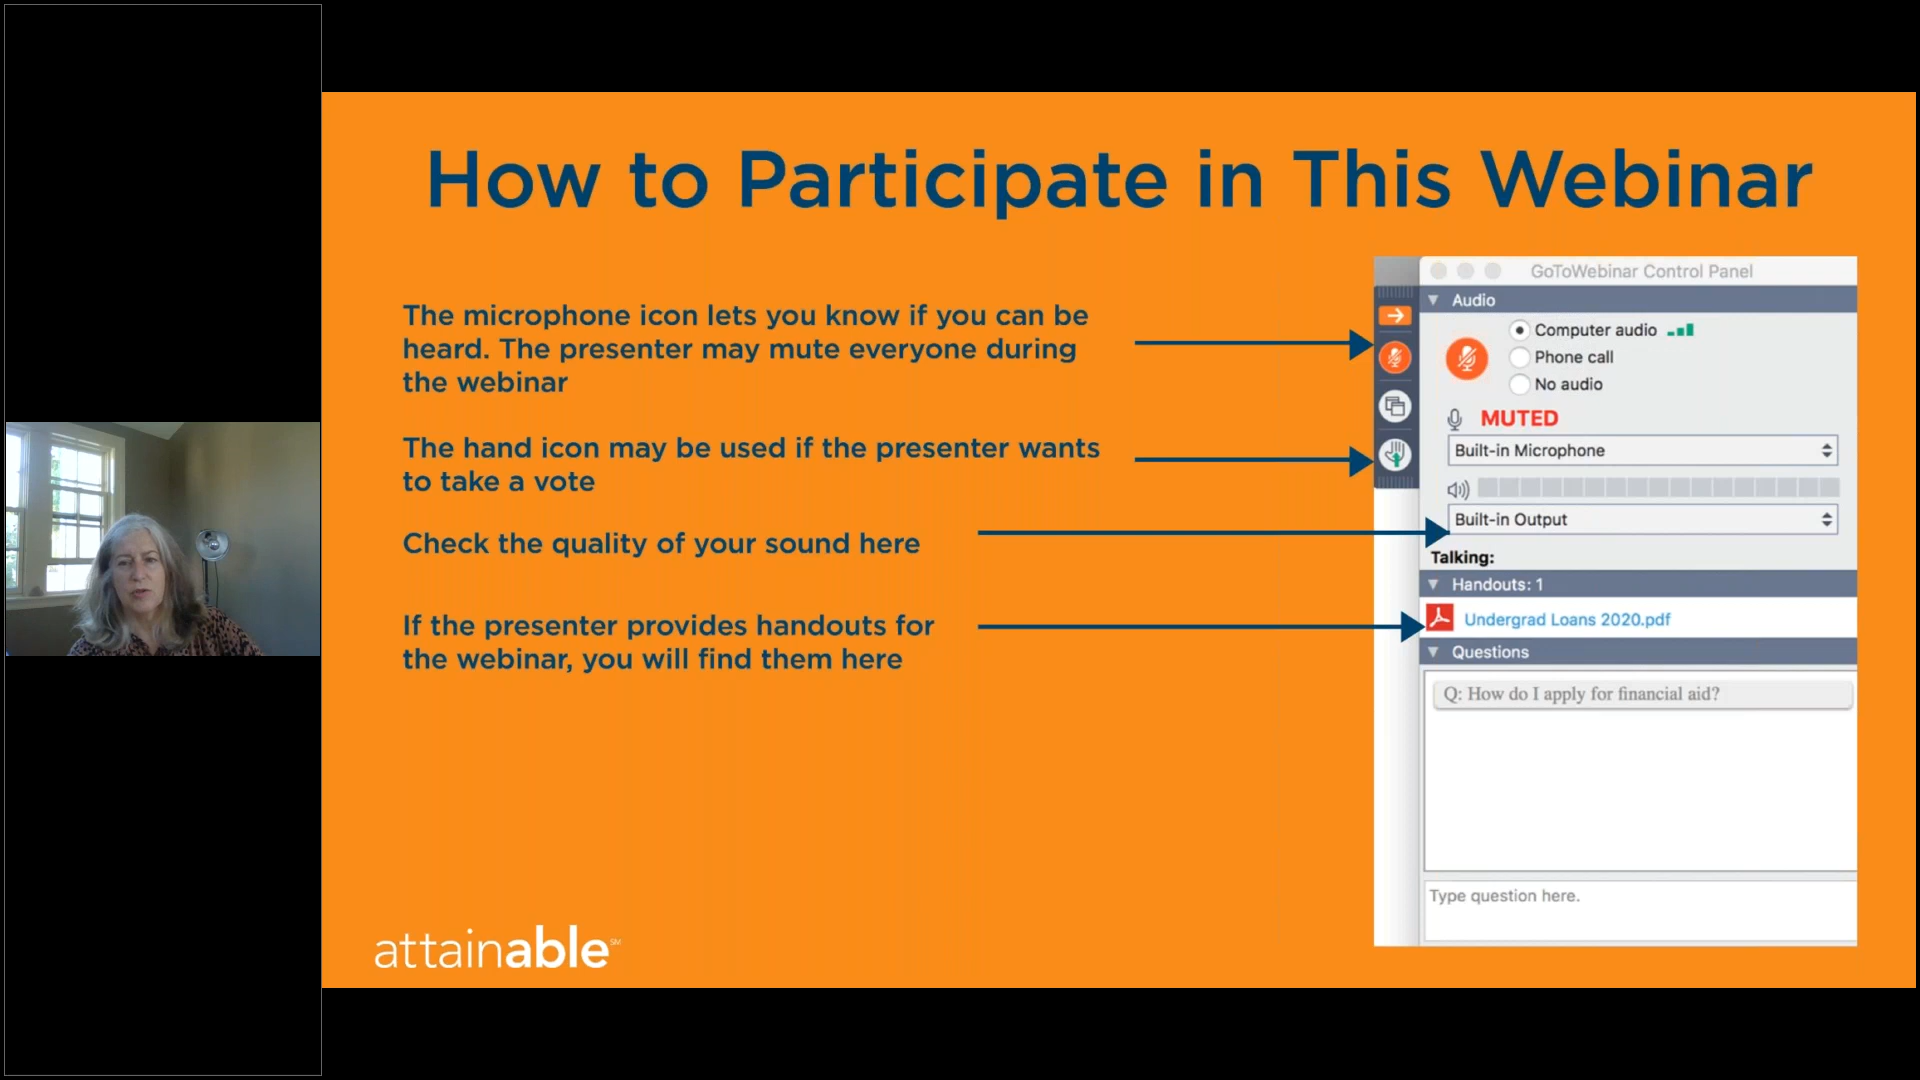 How to Participate in This Webinar
The microphone icon lets you know if you can be
heard. The presenter may mute everyone during
the webinar
The hand icon may be used if the presenter wants
to take a vote
Check the quality of your sound here
If the presenter provides handouts for
the webinar, you will find them here
attainable℠
GoToWebinar Control Panel
Audio
Computer audio
Phone call
No audio
MUTED
Built-in Microphone
Built-in Output
Talking:
Handouts: 1
Undergrad Loans 2020.pdf
Questions
Q: How do I apply for financial aid?
Type question here.